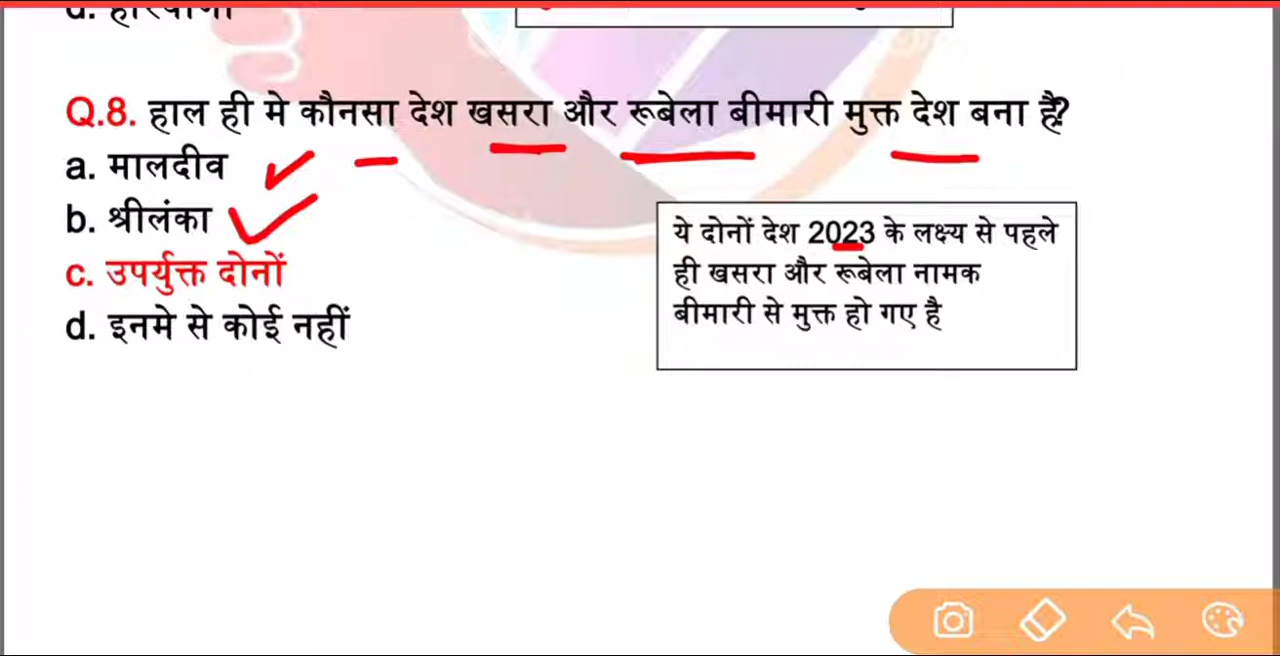 Q.8. हाल ही मे कौनसा देश खसरा और रूबेला बीमारी मुक्त देश बना है?
a. मालदीव
b. श्रीलंका
c. उपर्युक्त दोनों
d. इनमे से कोई नहीं
ये दोनों देश 2023 के लक्ष्य से पहले
ही खसरा और रूबेला नामक
बीमारी से मुक्त हो गए है